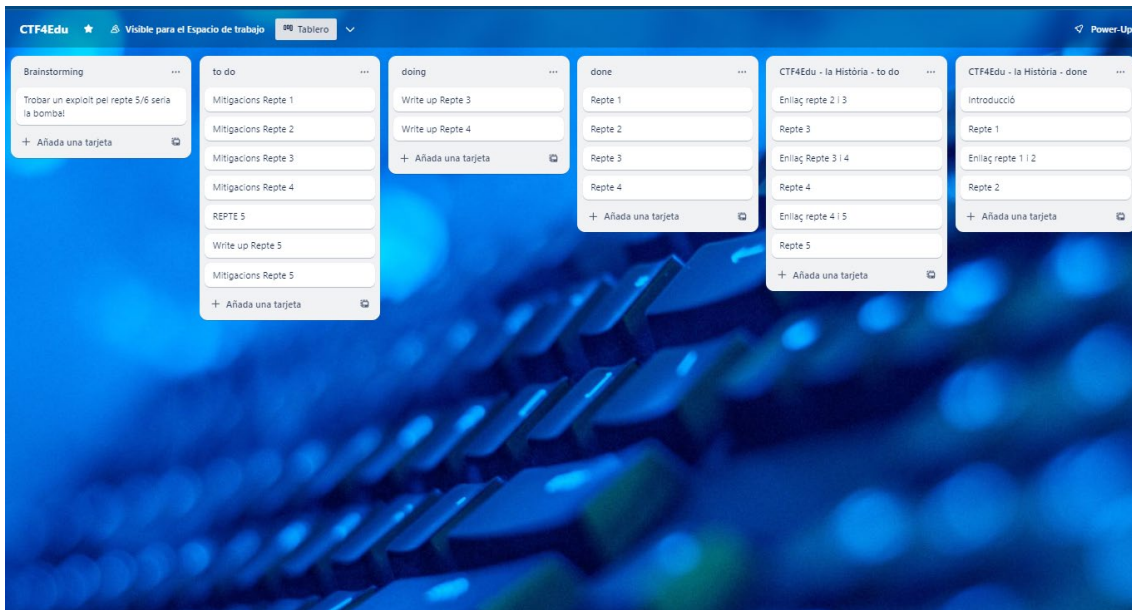 CTF4Edu
Visible para el Espacio de trabajo
Tablero
Power-Up
Brainstorming
Trobar un exploit pel repte 5/6 seria
la bomba!
+ Añada una tarjeta
to do
Mitigacions Repte 1
Mitigacions Repte 2
Mitigacions Repte 3
Mitigacions Repte 4
REPTE 5
Write up Repte 5
Mitigacions Repte 5
+ Añada una tarjeta
doing
Write up Repte 3
Write up Repte 4
+ Añada una tarjeta
done
Repte 1
Repte 2
Repte 3
Repte 4
+ Añada una tarjeta
CTF4Edu - la Història - to do
Enllaç repte 2 i 3
Repte 3
Enllaç Repte 3 i 4
Repte 4
Enllaç repte 4 i 5
Repte 5
+ Añada una tarjeta
CTF4Edu - la Història - done
Introducció
Repte 1
Enllaç repte 1 i 2
Repte 2
+ Añada una tarjeta